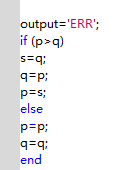 output='ERR';
if (p>q)
s=q;
q=p;
p=s;
else
p=p;
q=q;
end